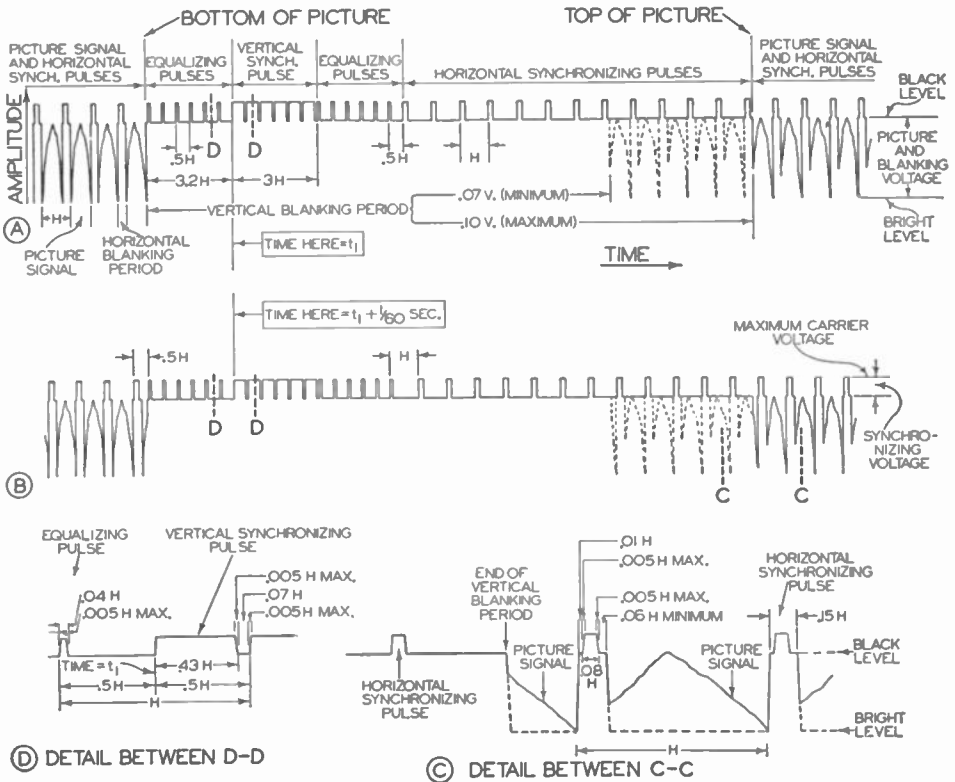 BOTTOM OF PICTURE
TOP OF PICTURE
PICTURE SIGNAL
AND HORIZONTAL
SYNCH. PULSES
EQUALIZING
PULSES
VERTICAL
SYNCH.
PULSE
EQUALIZING
PULSES
HORIZONTAL SYNCHRONIZING PULSES
PICTURE SIGNAL
AND HORIZONTAL
SYNCH. PULSES
BLACK
LEVEL
AMPLITUDE
.5H
D
D
.5H
H
PICTURE
AND
BLANKING
VOLTAGE
3.2H
3H
.07 V. (MINIMUM)
VERTICAL BLANKING PERIOD
.10 V. (MAXIMUM)
H
A
PICTURE
SIGNAL
HORIZONTAL
BLANKING
PERIOD
BRIGHT
LEVEL
TIME HERE = t1
TIME
TIME HERE = t1 + 1/60 SEC.
MAXIMUM CARRIER
VOLTAGE
.5H
H
D
D
SYNCHRO-
NIZING
VOLTAGE
B
C
C
EQUALIZING
PULSE
VERTICAL SYNCHRONIZING
PULSE
.04 H
.005 H MAX.
.005 H MAX.
.07 H
.005 H MAX.
TIME = t1
.43H
.5H
.5H
H
D DETAIL BETWEEN D-D
.01 H
.005 H MAX.
.005 H MAX.
.06 H MINIMUM
HORIZONTAL
SYNCHRONIZING
PULSE
.15 H
END OF
VERTICAL
BLANKING
PERIOD
PICTURE
SIGNAL
.08
H
PICTURE
SIGNAL
BLACK
LEVEL
HORIZONTAL
SYNCHRONIZING
PULSE
BRIGHT
LEVEL
H
C DETAIL BETWEEN C-C